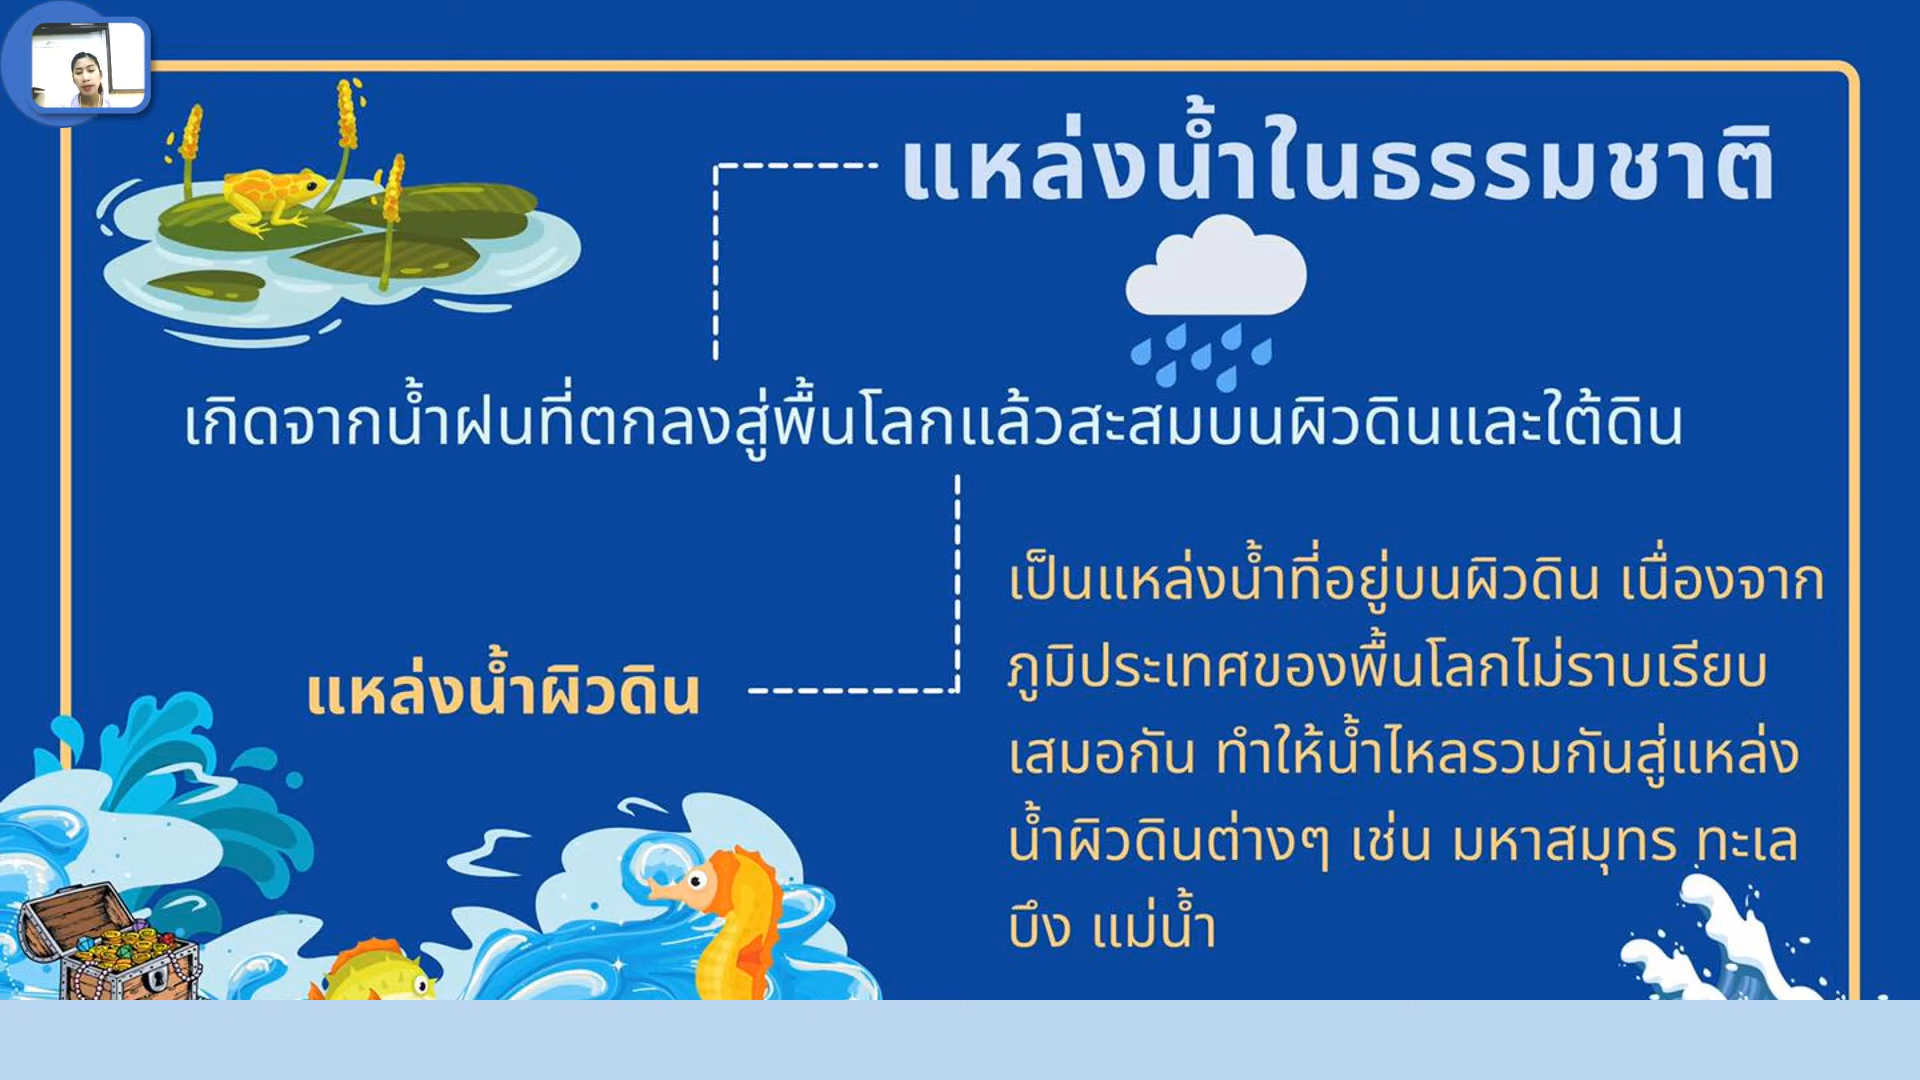 แหล่งน้ำในธรรมชาติ
เกิดจากน้ำฝนที่ตกลงสู่พื้นโลกแล้วสะสมบนผิวดินและใต้ดิน
แหล่งน้ำผิวดิน
เป็นแหล่งน้ำที่อยู่บนผิวดิน เนื่องจาก
ภูมิประเทศของพื้นโลกไม่ราบเรียบ
เสมอกัน ทำให้น้ำไหลรวมกันสู่แหล่ง
น้ำผิวดินต่างๆ เช่น มหาสมุทร ทะเล
บึง แม่น้ำ